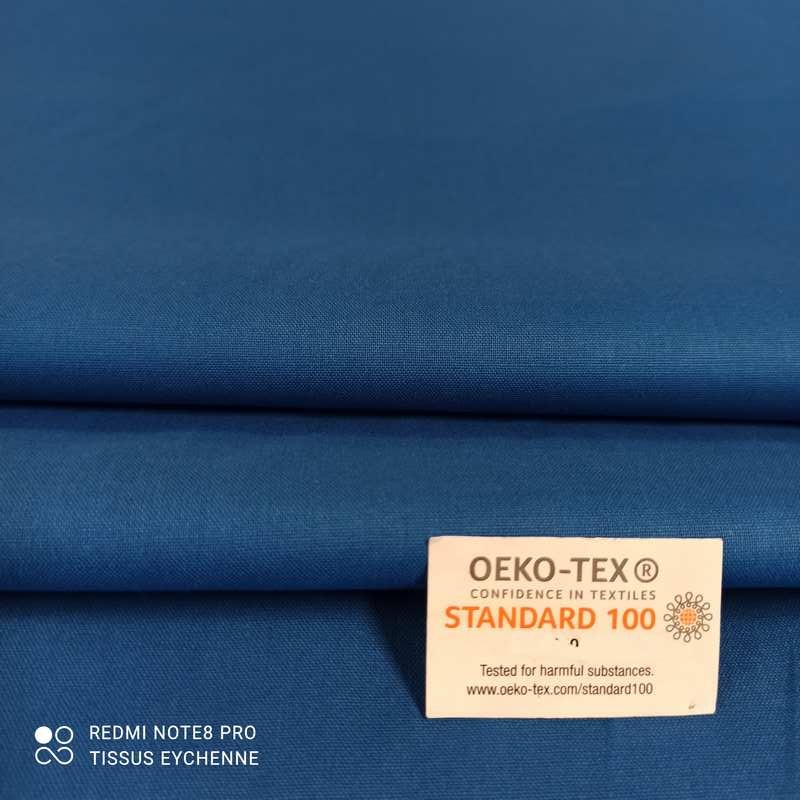 OEKO-TEX®
CONFIDENCE IN TEXTILES
STANDARD 100
Tested for harmful substances.
www.oeko-tex.com/standard100
REDMI NOTE8 PRO
TISSUS EYCHENNE